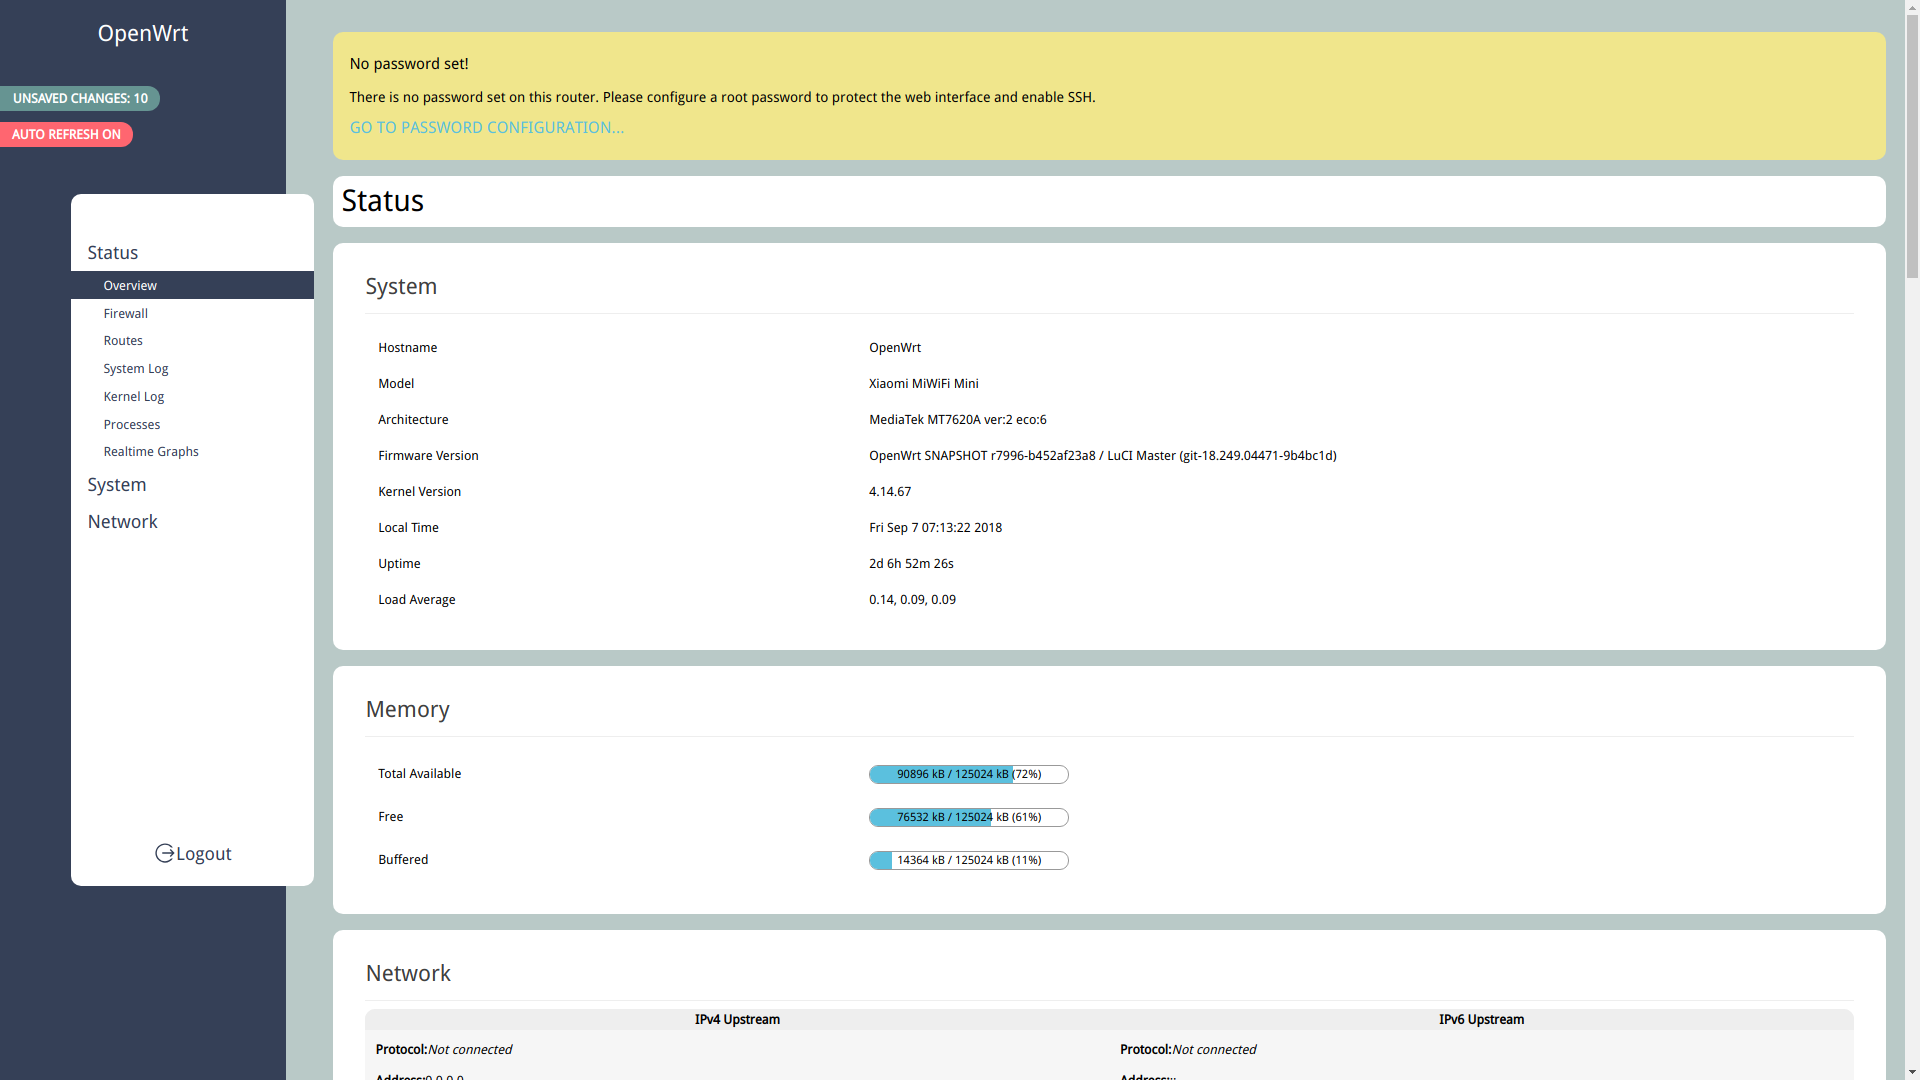 OpenWrt
UNSAVED CHANGES: 10
AUTO REFRESH ON
Status
Overview
Firewall
Routes
System Log
Kernel Log
Processes
Realtime Graphs
System
Network
Logout
No password set!
There is no password set on this router. Please configure a root password to protect the web interface and enable SSH.
GO TO PASSWORD CONFIGURATION...
Status
System
Hostname OpenWrt
Model Xiaomi MiWiFi Mini
Architecture MediaTek MT7620A ver:2 eco:6
Firmware Version OpenWrt SNAPSHOT r7996-b452af23a8 / LuCI Master (git-18.249.04471-9b4bc1d)
Kernel Version 4.14.67
Local Time Fri Sep 7 07:13:22 2018
Uptime 2d 6h 52m 26s
Load Average 0.14, 0.09, 0.09
Memory
Total Available 90896 kB / 125024 kB (72%)
Free 76532 kB / 125024 kB (61%)
Buffered 14364 kB / 125024 kB (11%)
Network
IPv4 Upstream IPv6 Upstream
Protocol:Not connected Protocol:Not connected
Address:0.0.0.0 Address:::